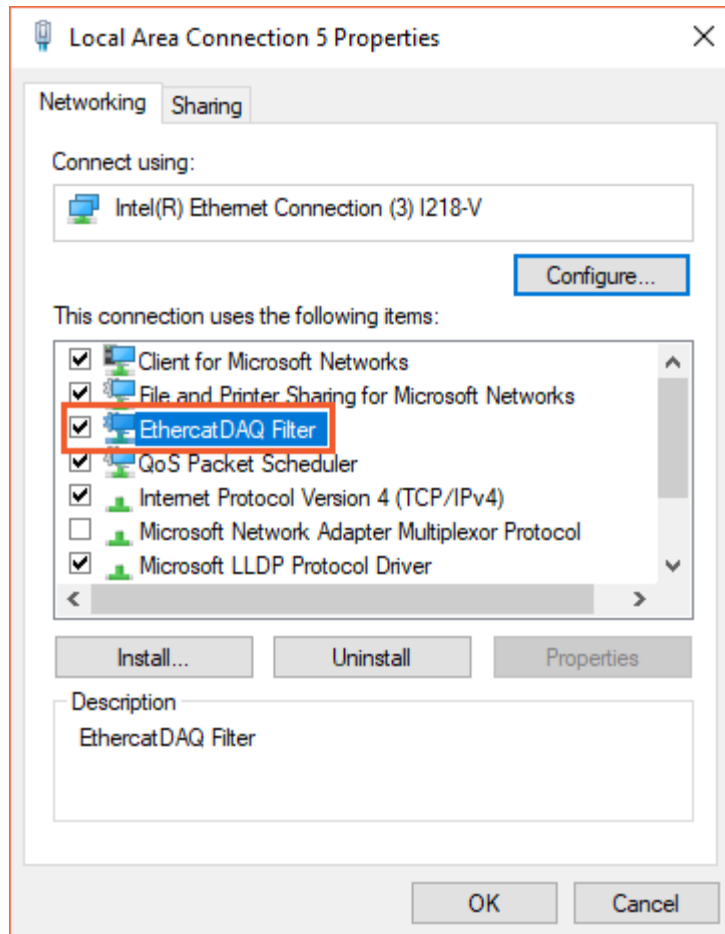 Local Area Connection 5 Properties
Networking
Sharing
Connect using:
Intel(R) Ethernet Connection (3) I218-V
Configure...
This connection uses the following items:
Client for Microsoft Networks
File and Printer Sharing for Microsoft Networks
EthercatDAQ Filter
QoS Packet Scheduler
Internet Protocol Version 4 (TCP/IPv4)
Microsoft Network Adapter Multiplexor Protocol
Microsoft LLDP Protocol Driver
Install...
Uninstall
Properties
Description
EthercatDAQ Filter
OK
Cancel